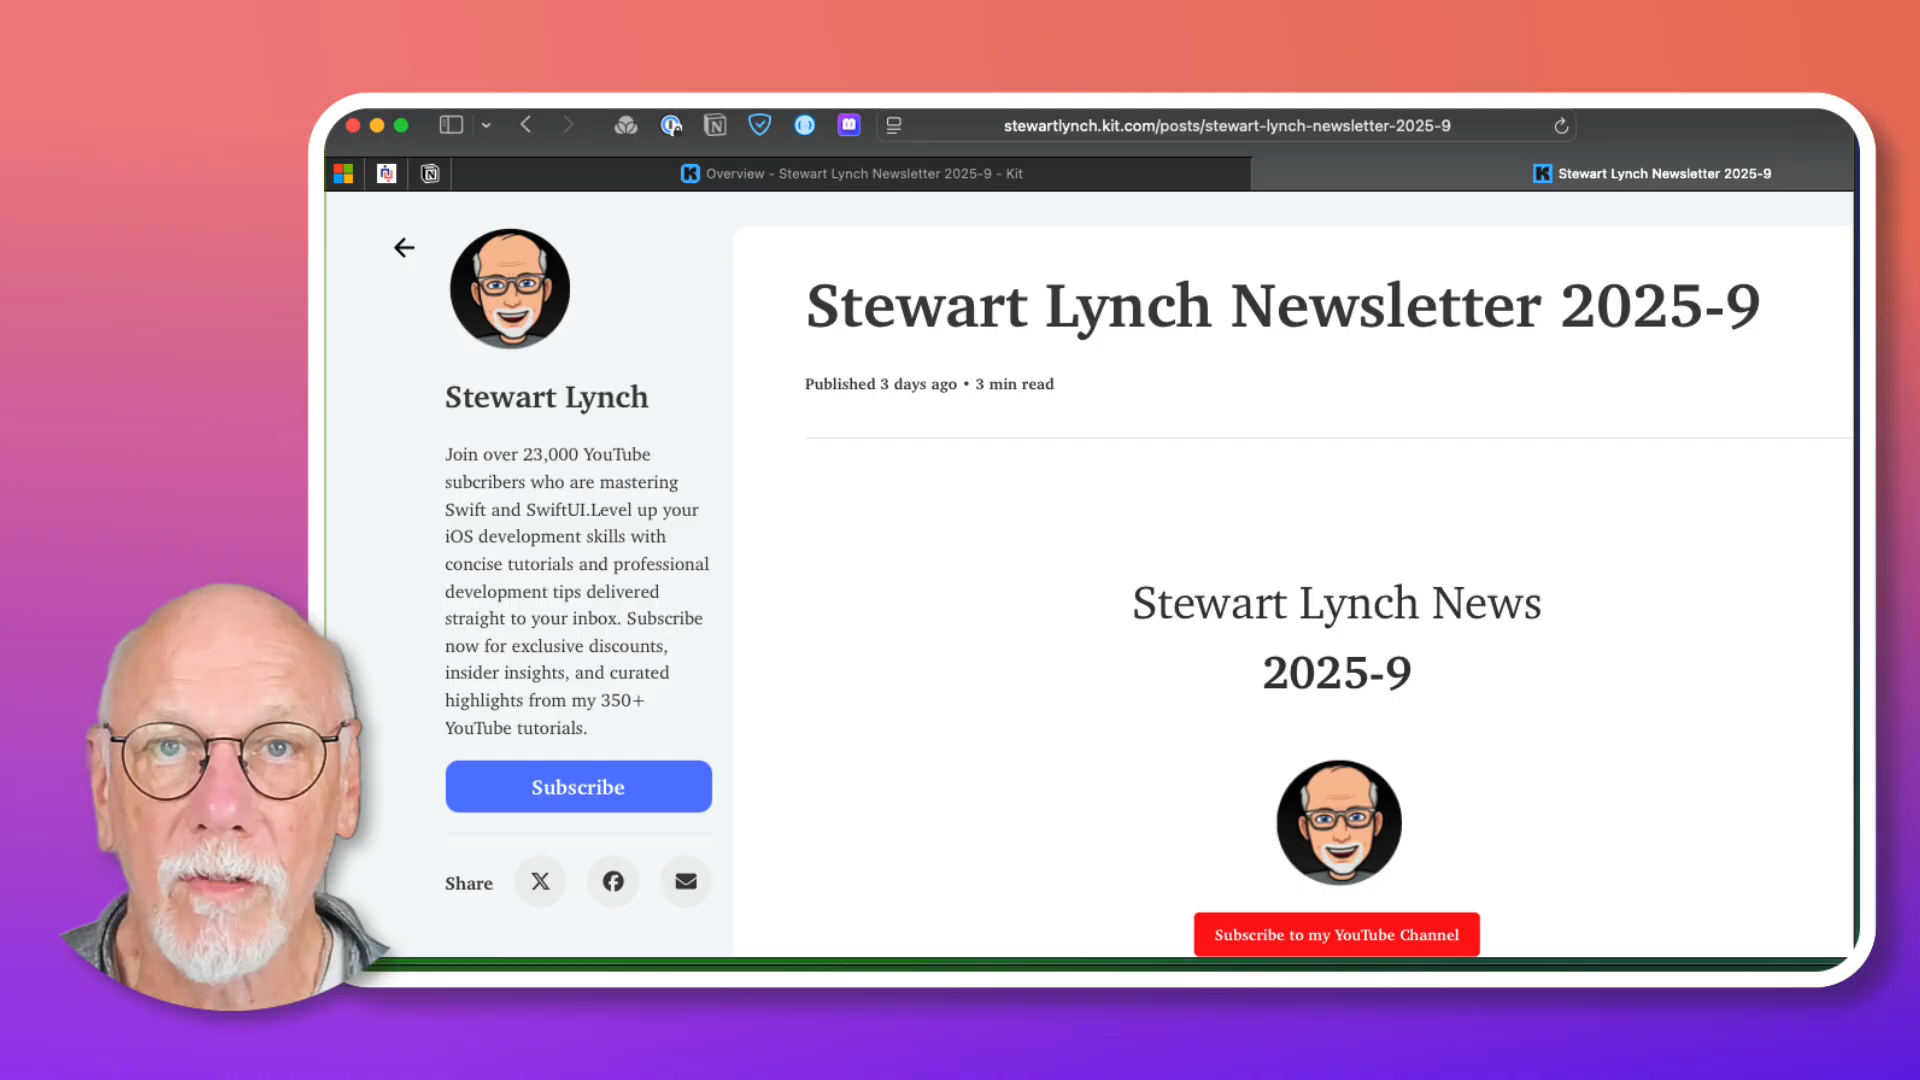 stewartlynch.kit.com/posts/stewart-lynch-newsletter-2025-9
Overview - Stewart Lynch Newsletter 2025-9 - Kit
Stewart Lynch Newsletter 2025-9
Stewart Lynch
Join over 23,000 YouTube
subcribers who are mastering
Swift and SwiftUI.Level up your
iOS development skills with
concise tutorials and professional
development tips delivered
straight to your inbox. Subscribe
now for exclusive discounts,
insider insights, and curated
highlights from my 350+
YouTube tutorials.
Subscribe
Share
Stewart Lynch Newsletter 2025-9
Published 3 days ago • 3 min read
Stewart Lynch News
2025-9
Subscribe to my YouTube Channel